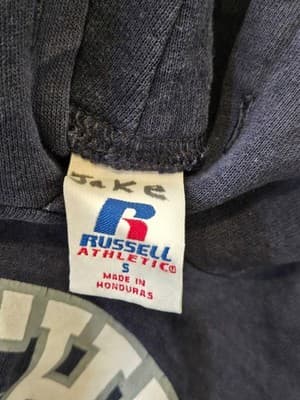 Jake
R
RUSSELL
ATHLETIC
S
MADE IN
HONDURAS